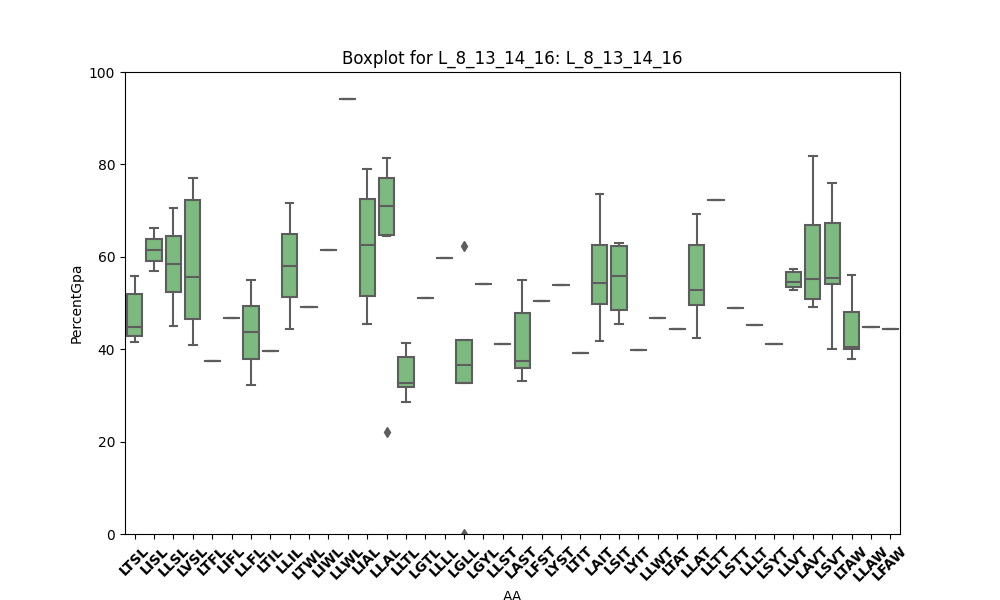 Boxplot for L_8_13_14_16: L_8_13_14_16
100
80
60
40
20
0
PercentGpa
LTSL LISL LLSL LVSL LTFL LIFL LLFL LTIL LLIL LTWL LIWL LLWL LIAL LLAL LLTL LGTL LLLL LGLL LGYL LLST LAST LFST LYST LTIT LAIT LSIT LYIT LLWT LTAT LLAT LLTT LSTT LLLT LSYT LLVT LAVT LSVT LTAW LLAW LFAW
AA